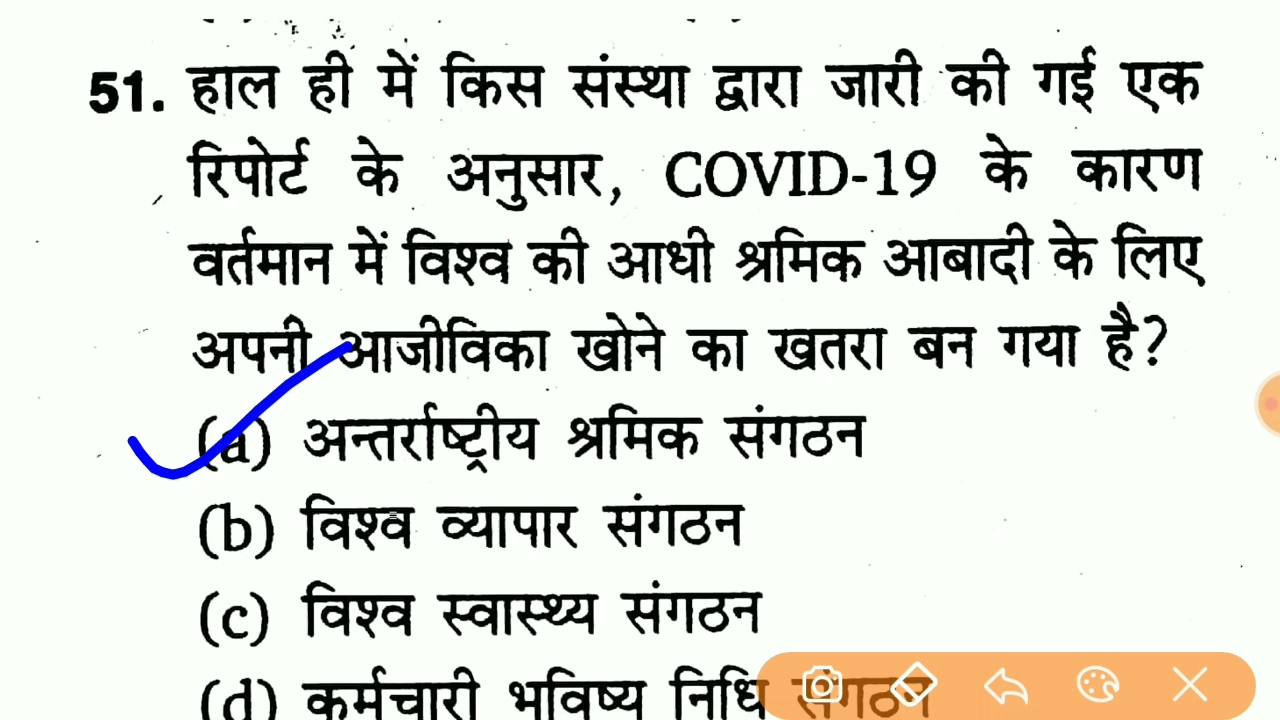 51. हाल ही में किस संस्था द्वारा जारी की गई एक
रिपोर्ट के अनुसार, COVID-19 के कारण
वर्तमान में विश्व की आधी श्रमिक आबादी के लिए
अपनी आजीविका खोने का खतरा बन गया है?
(a) अन्तर्राष्ट्रीय श्रमिक संगठन
(b) विश्व व्यापार संगठन
(c) विश्व स्वास्थ्य संगठन
(d) कर्मचारी भविष्य निधि संगठन